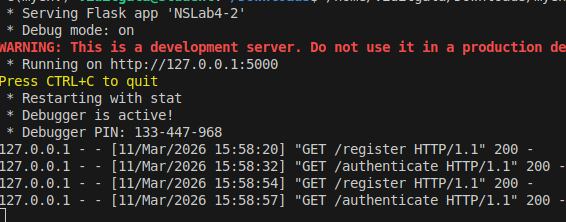 * Serving Flask app 'NSLab4-2'
* Debug mode: on
WARNING: This is a development server. Do not use it in a production de
* Running on http://127.0.0.1:5000
Press CTRL+C to quit
* Restarting with stat
* Debugger is active!
* Debugger PIN: 133-447-968
127.0.0.1 - - [11/Mar/2026 15:58:20] "GET /register HTTP/1.1" 200 -
127.0.0.1 - - [11/Mar/2026 15:58:32] "GET /authenticate HTTP/1.1" 200 -
127.0.0.1 - - [11/Mar/2026 15:58:54] "GET /register HTTP/1.1" 200 -
127.0.0.1 - - [11/Mar/2026 15:58:57] "GET /authenticate HTTP/1.1" 200 -